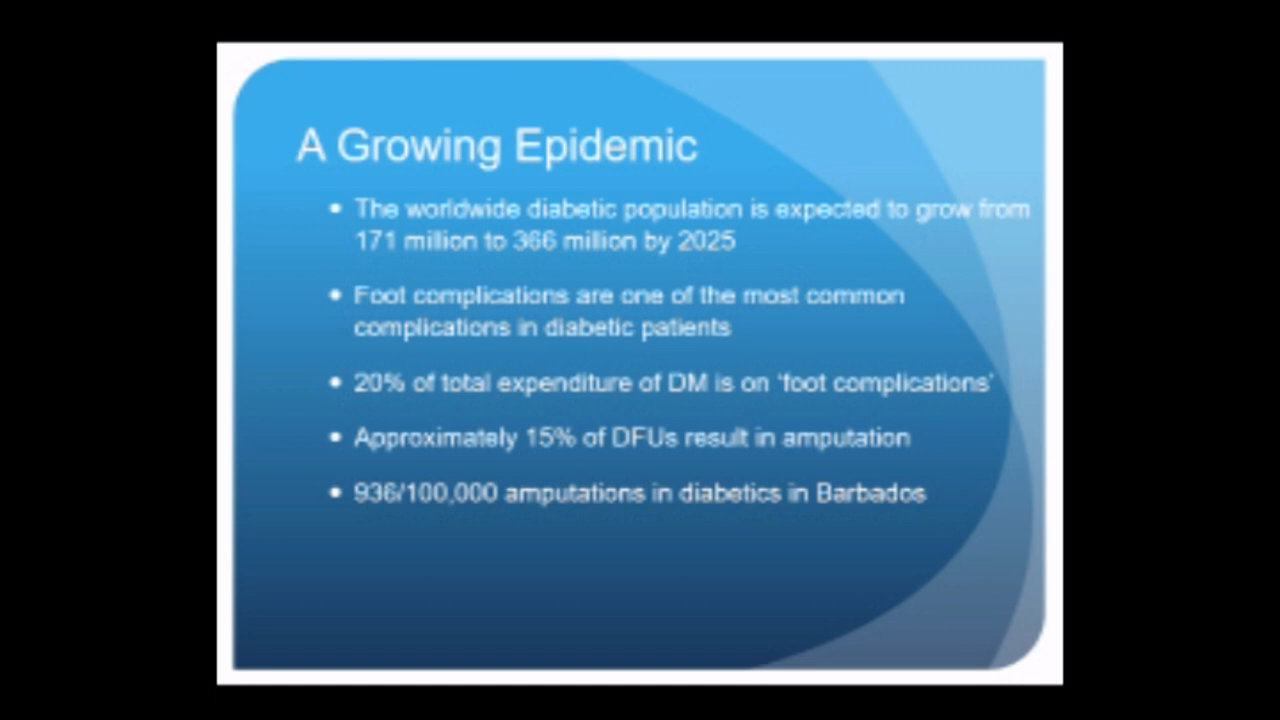 A Growing Epidemic
• The worldwide diabetic population is expected to grow from
171 million to 366 million by 2025
• Foot complications are one of the most common
complications in diabetic patients
• 20% of total expenditure of DM is on ‘foot complications’
• Approximately 15% of DFUs result in amputation
• 936/100,000 amputations in diabetics in Barbados